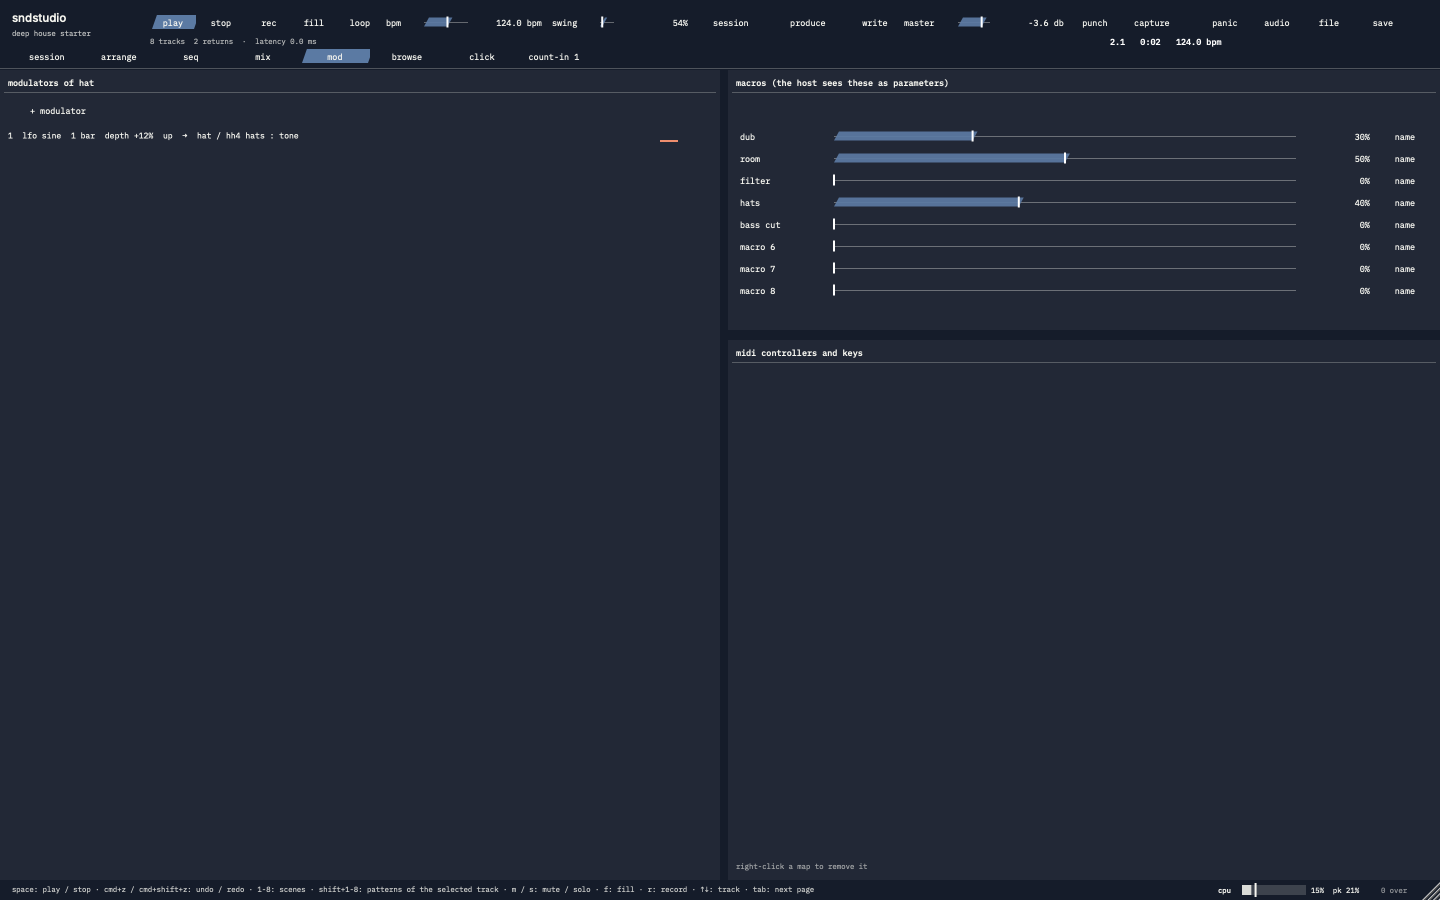 sndstudio
deep house starter
play stop rec fill loop bpm 124.0 bpm swing 54% session produce write master -3.6 db punch capture panic audio file save
8 tracks 2 returns · latency 0.0 ms
2.1 0:02 124.0 bpm
session arrange seq mix mod browse click count-in 1
modulators of hat
+ modulator
1 lfo sine 1 bar depth +12% up → hat / hh4 hats : tone
macros (the host sees these as parameters)
dub 30% name
room 50% name
filter 0% name
hats 40% name
bass cut 0% name
macro 6 0% name
macro 7 0% name
macro 8 0% name
midi controllers and keys
right-click a map to remove it
space: play / stop · cmd+z / cmd+shift+z: undo / redo · 1-8: scenes · shift+1-8: patterns of the selected track · m / s: mute / solo · f: fill · r: record · ↑↓: track · tab: next page
cpu 15% pk 21% 0 over